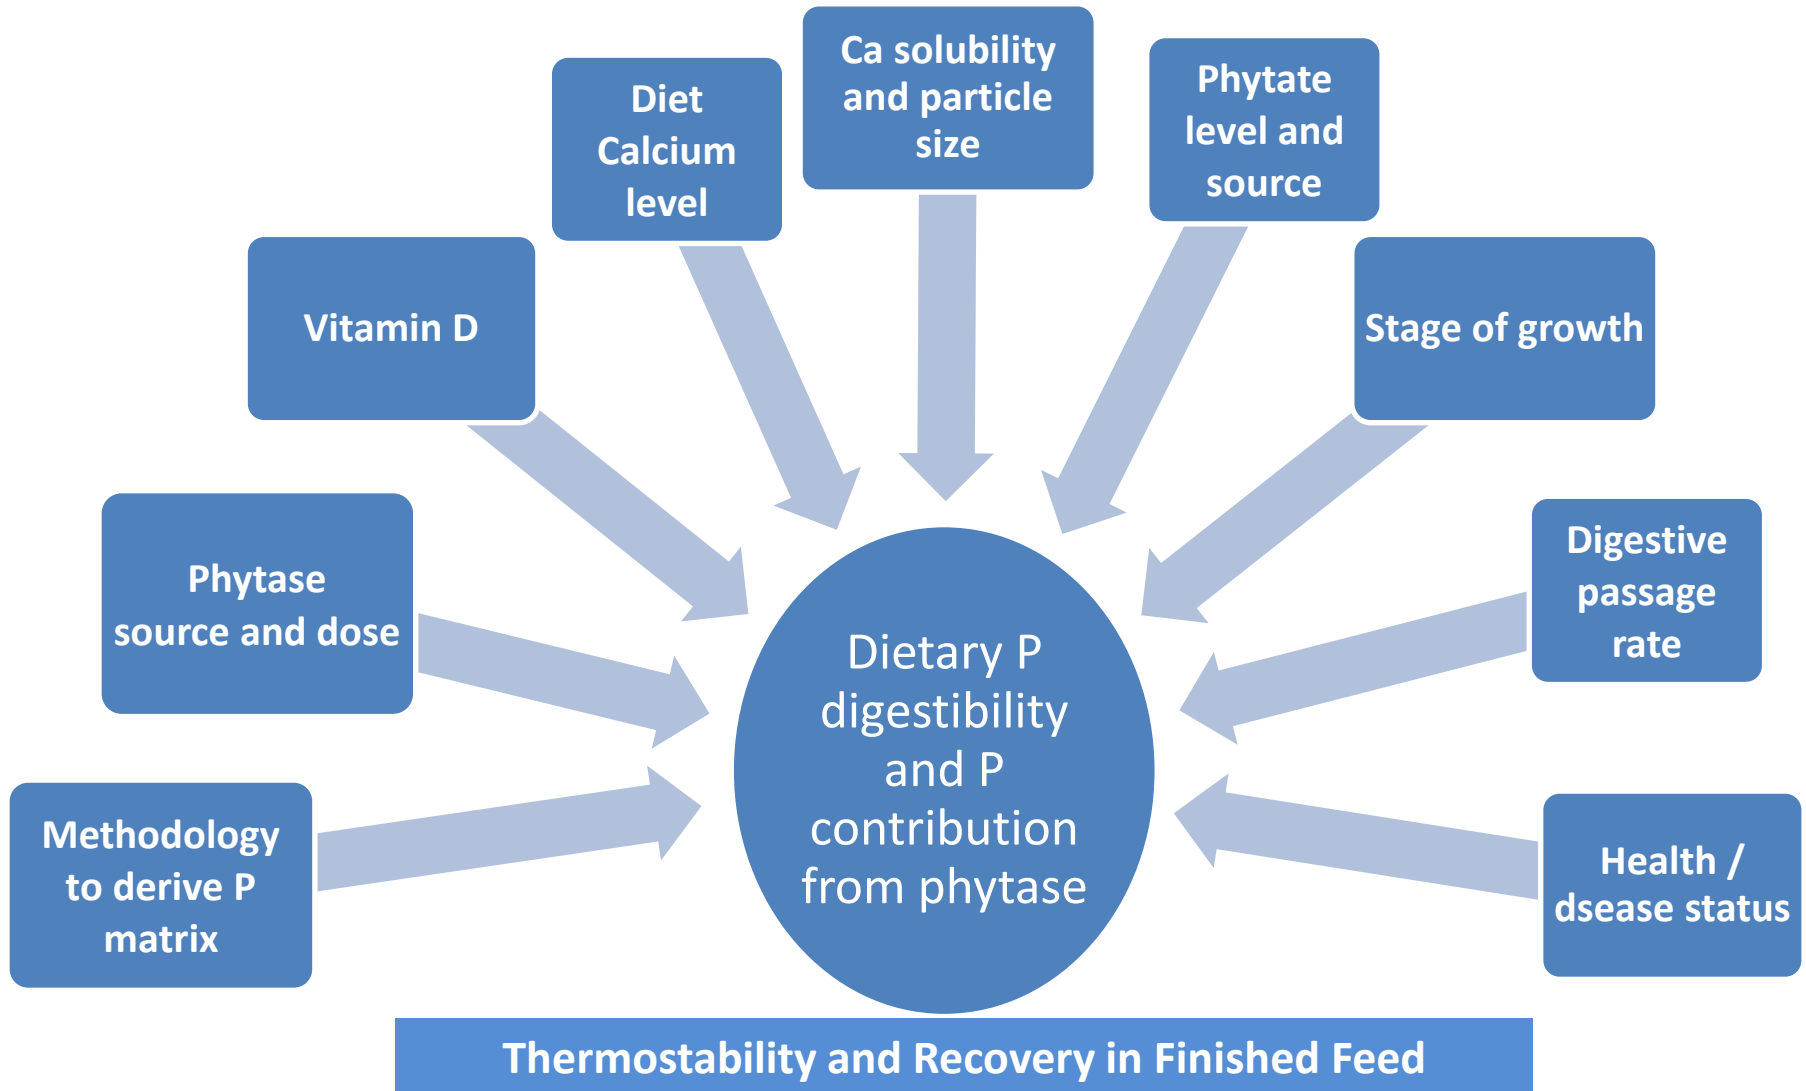 Ca solubility
and particle
size
Diet
Calcium
level
Phytate
level and
source
Vitamin D
Stage of growth
Phytase
source and dose
Digestive
passage
rate
Methodology
to derive P
matrix
Health /
dsease status
Dietary P
digestibility
and P
contribution
from phytase
Thermostability and Recovery in Finished Feed